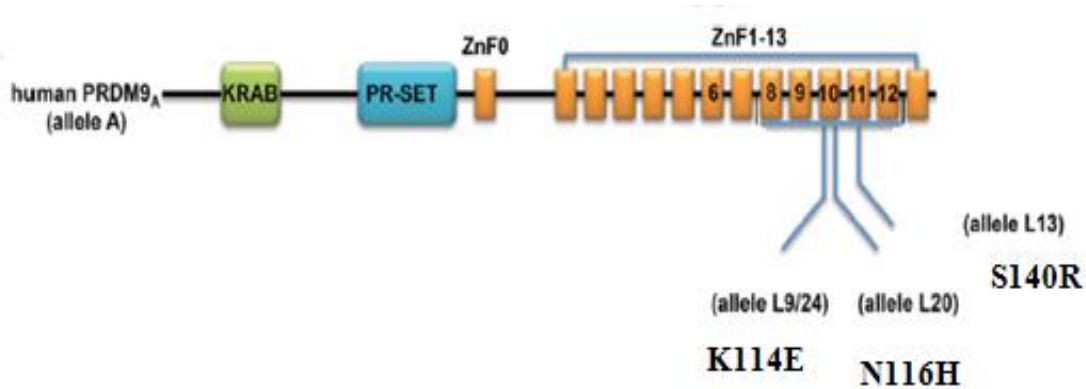 ZnF0
ZnF1-13
human PRDM9A
(allele A)
KRAB
PR-SET
6
8
9
10
11
12
(allele L13)
S140R
(allele L9/24)
(allele L20)
K114E
N116H